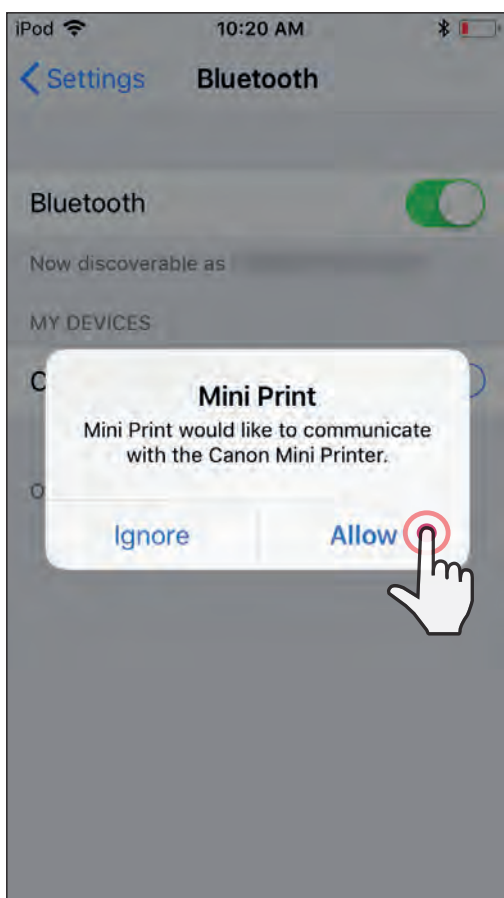 iPod 10:20 AM
Settings Bluetooth
Bluetooth
Now discoverable as
MY DEVICES
C
Mini Print
Mini Print would like to communicate
with the Canon Mini Printer.
O
Ignore Allow